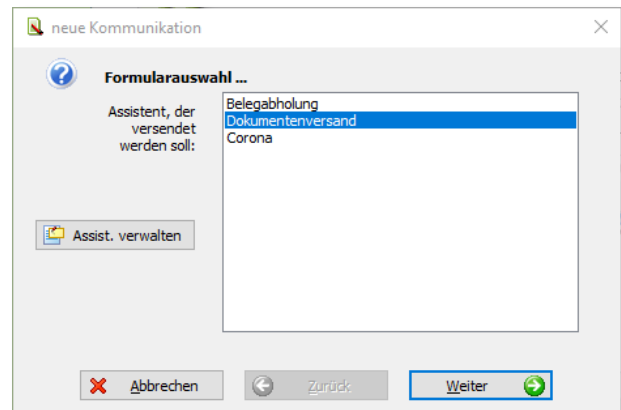 neue Kommunikation
Formularauswahl ...
Assistent, der
versendet
werden soll:
Belegabholung
Dokumentenversand
Corona
Assist. verwalten
Abbrechen
Zurück
Weiter